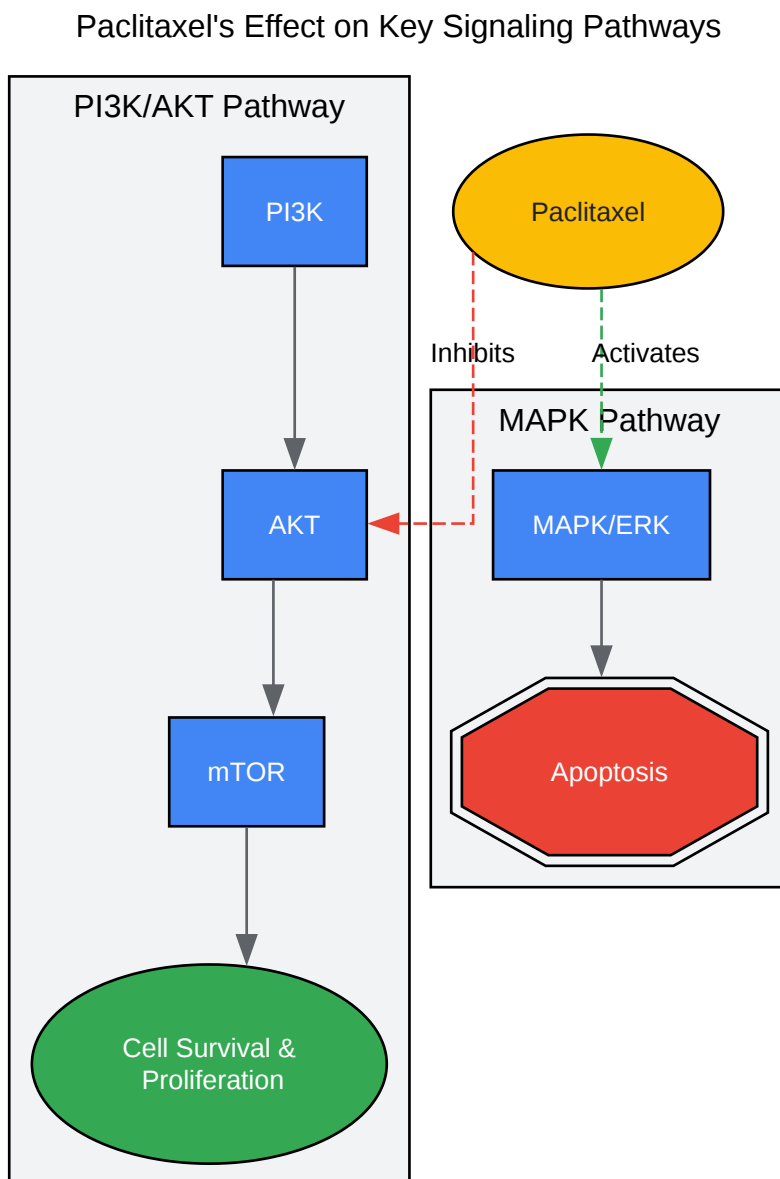 Paclitaxel's Effect on Key Signaling Pathways
PI3K/AKT Pathway
PI3K
Paclitaxel
Inhibits
Activates
MAPK Pathway
AKT
MAPK/ERK
mTOR
Apoptosis
Cell Survival &
Proliferation